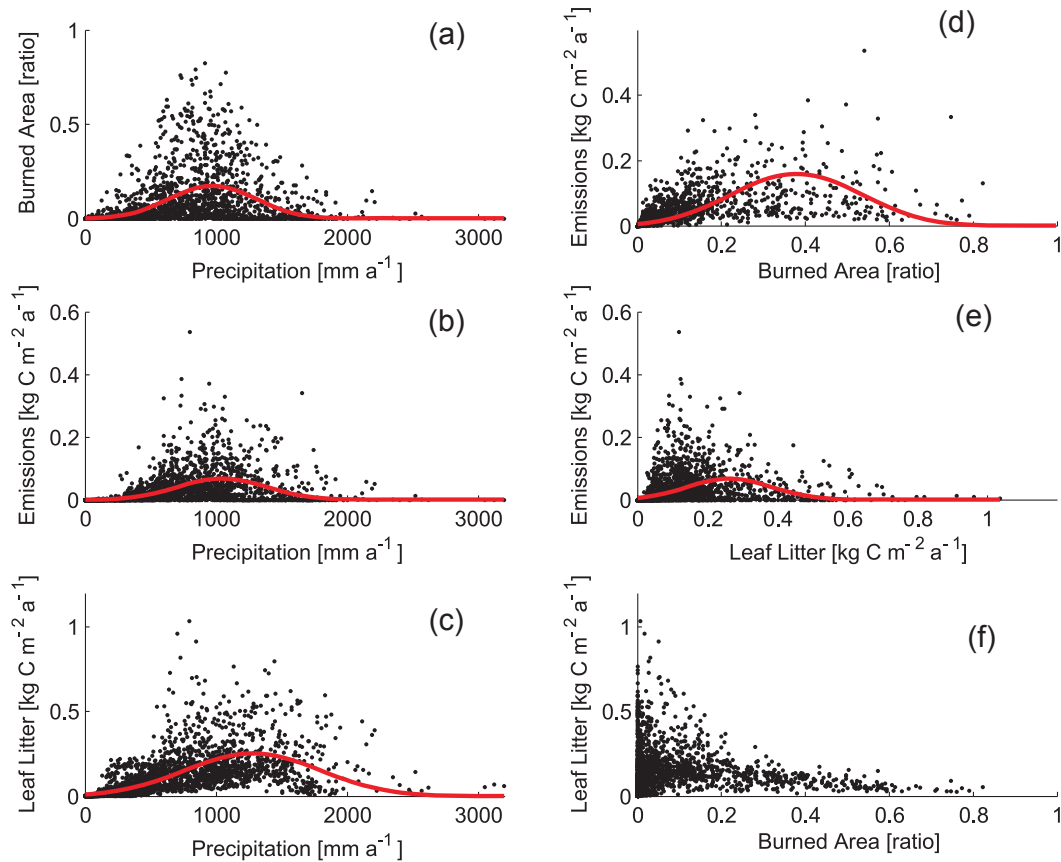 (a)
Burned Area [ratio]
1
0.5
0
0 1000 2000 3000
Precipitation [mm a⁻¹]
(b)
Emissions [kg C m⁻² a⁻¹]
0.6
0.4
0.2
0
0 1000 2000 3000
Precipitation [mm a⁻¹]
(c)
Leaf Litter [kg C m⁻² a⁻¹]
1
0.5
0
0 1000 2000 3000
Precipitation [mm a⁻¹]
(d)
Emissions [kg C m⁻² a⁻¹]
0.4
0.2
0
0 0.2 0.4 0.6 0.8 1
Burned Area [ratio]
(e)
Emissions [kg C m⁻² a⁻¹]
0.6
0.4
0.2
0
0 0.2 0.4 0.6 0.8 1
Leaf Litter [kg C m⁻² a⁻¹]
(f)
Leaf Litter [kg C m⁻² a⁻¹]
1
0.5
0
0 0.2 0.4 0.6 0.8 1
Burned Area [ratio]